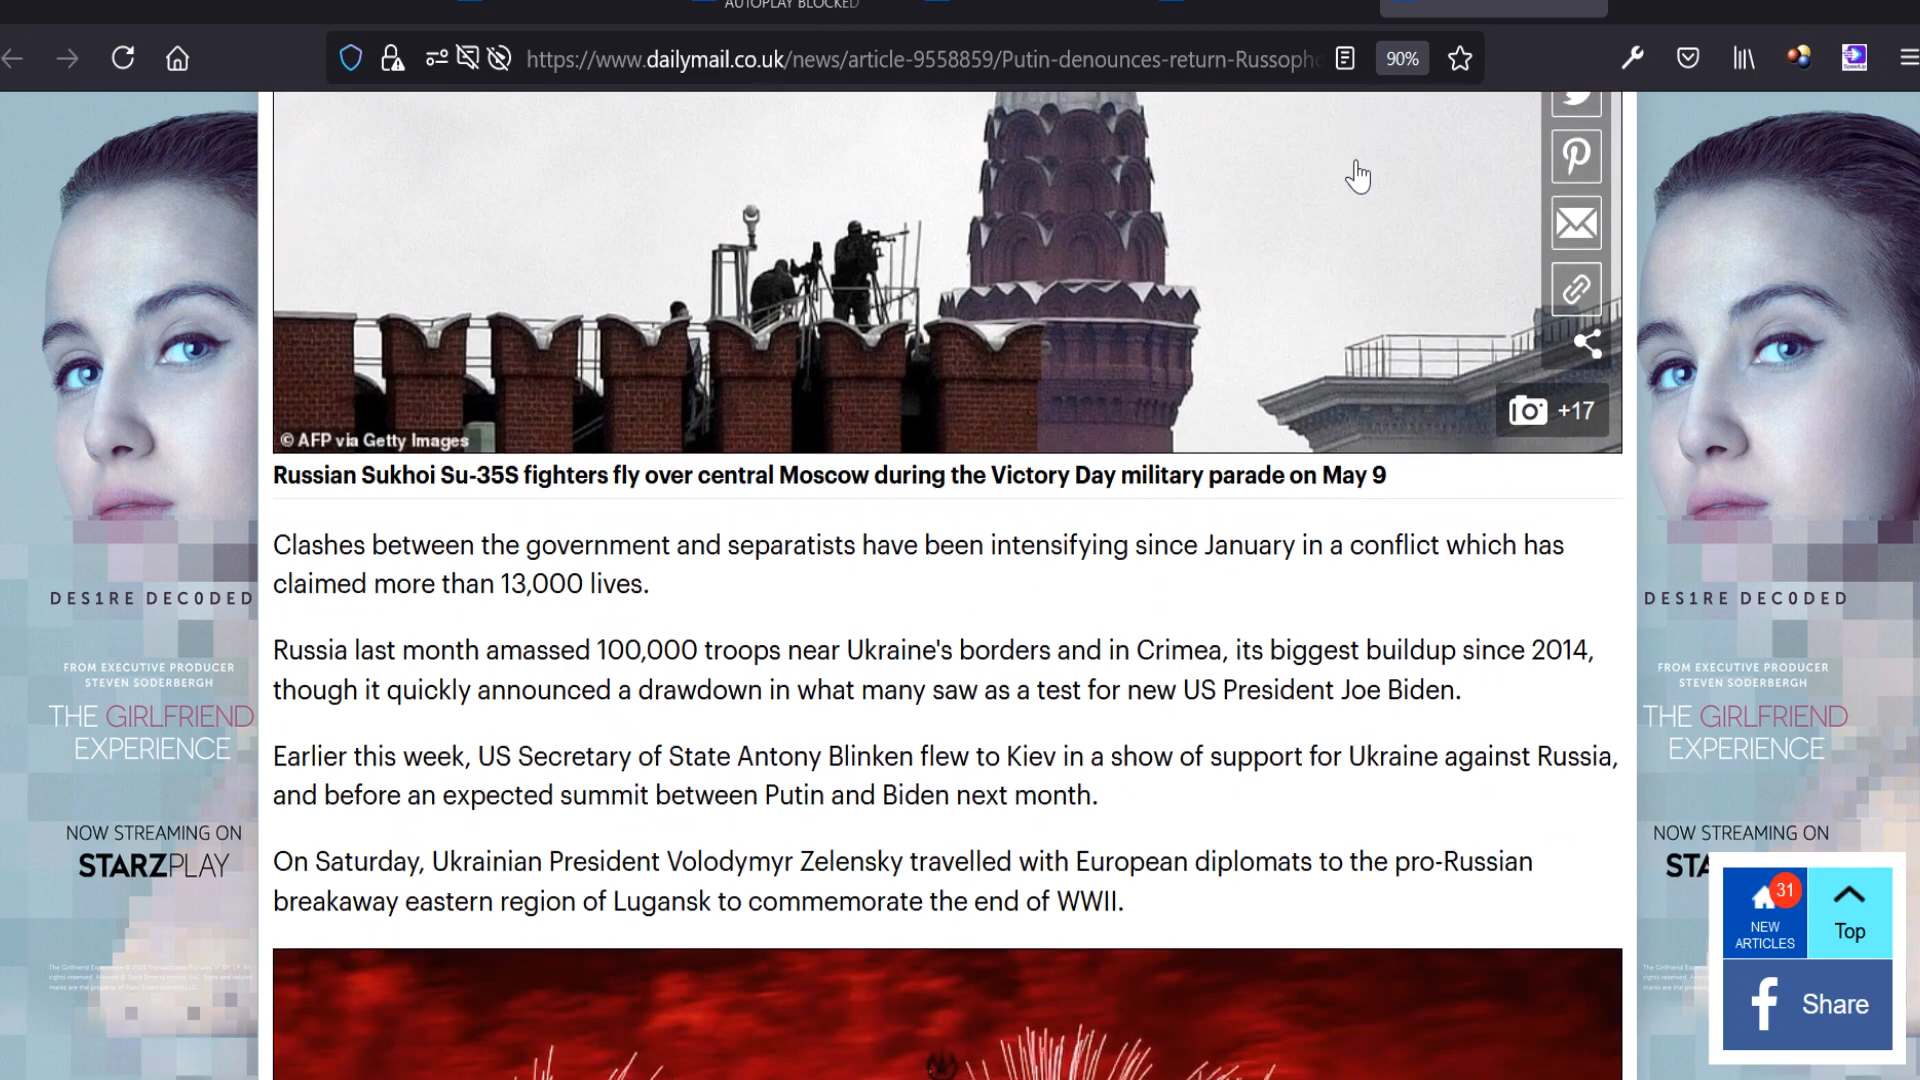 AUTOPLAY BLOCKED
https://www.dailymail.co.uk/news/article-9558859/Putin-denounces-return-Russoph
90%
+17
© AFP via Getty Images
Russian Sukhoi Su-35S fighters fly over central Moscow during the Victory Day military parade on May 9
Clashes between the government and separatists have been intensifying since January in a conflict which has
claimed more than 13,000 lives.
Russia last month amassed 100,000 troops near Ukraine's borders and in Crimea, its biggest buildup since 2014,
though it quickly announced a drawdown in what many saw as a test for new US President Joe Biden.
Earlier this week, US Secretary of State Antony Blinken flew to Kiev in a show of support for Ukraine against Russia,
and before an expected summit between Putin and Biden next month.
On Saturday, Ukrainian President Volodymyr Zelensky travelled with European diplomats to the pro-Russian
breakaway eastern region of Lugansk to commemorate the end of WWII.
DES1RE DEC0DED
FROM EXECUTIVE PRODUCER
STEVEN SODERBERGH
THE GIRLFRIEND
EXPERIENCE
NOW STREAMING ON
STARZPLAY
DES1RE DEC0DED
FROM EXECUTIVE PRODUCER
STEVEN SODERBERGH
THE GIRLFRIEND
EXPERIENCE
NOW STREAMING ON
STA
31
NEW
ARTICLES
Top
Share